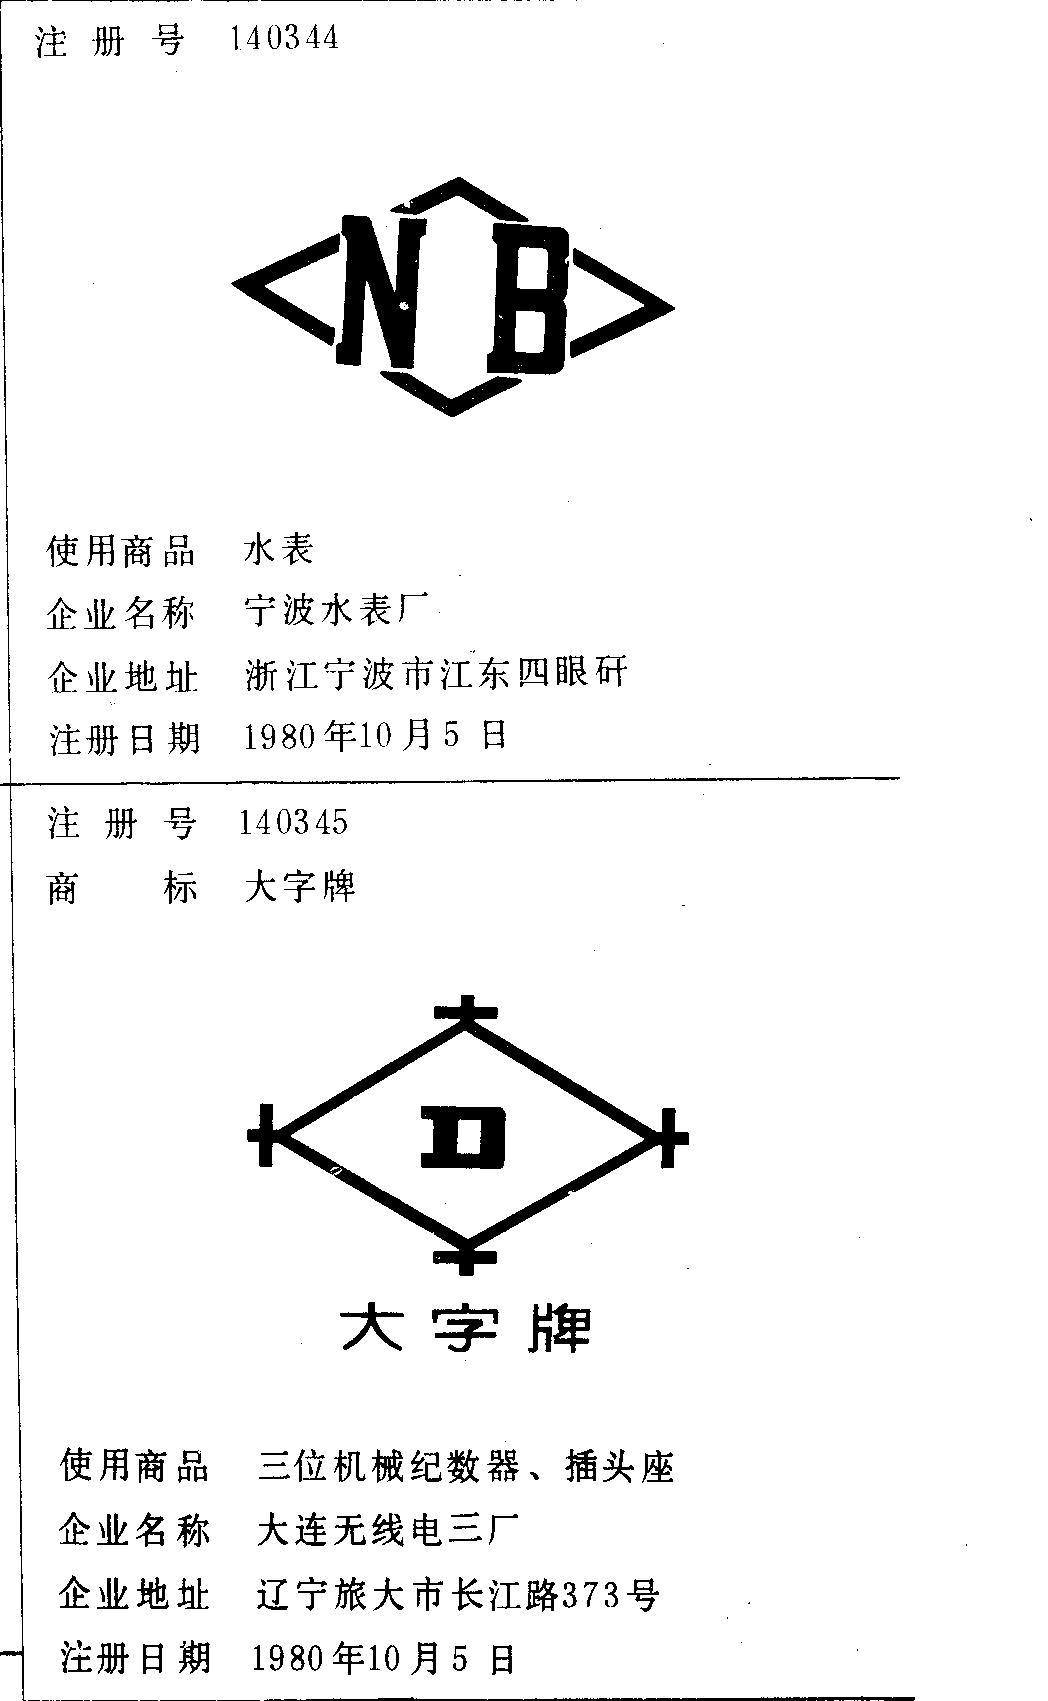 注册号 140344
N B
使用商品 水表
企业名称 宁波水表厂
企业地址 浙江宁波市江东四眼砰
注册日期 1980年10月5日
注册号 140345
商标 大字牌
D
大字牌
使用商品 三位机械纪数器、插头座
企业名称 大连无线电三厂
企业地址 辽宁旅大市长江路373号
注册日期 1980年10月5日